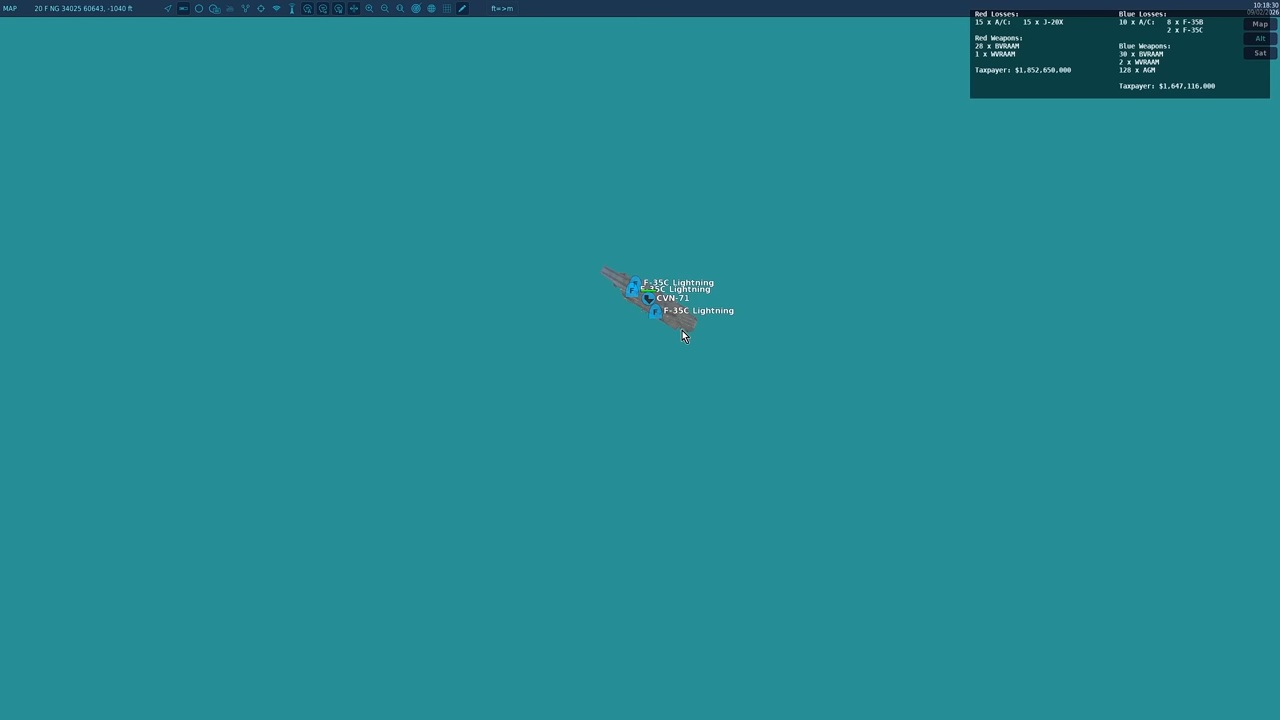 MAP 20 F NG 34025 60643, -1040 ft ft=>m 10:18:30
Red Losses:
15 x A/C: 15 x J-20X
Red Weapons:
28 x BVRAAM
1 x WVRAAM
Taxpayer: $1,852,650,000
Blue Losses:
10 x A/C: 8 x F-35B
2 x F-35C
Blue Weapons:
30 x BVRAAM
2 x WVRAAM
128 x AGM
Taxpayer: $1,647,116,000
Map
Alt
Sat
F-35C Lightning
F-35C Lightning
CVN-71
F-35C Lightning